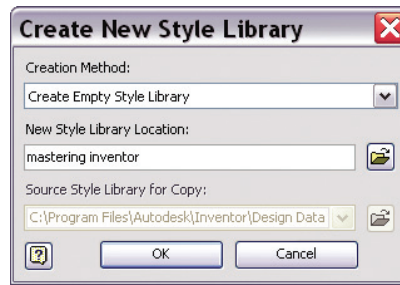 Create New Style Library
Creation Method:
Create Empty Style Library
New Style Library Location:
mastering inventor
Source Style Library for Copy:
C:\Program Files\Autodesk\Inventor\Design Data
OK Cancel